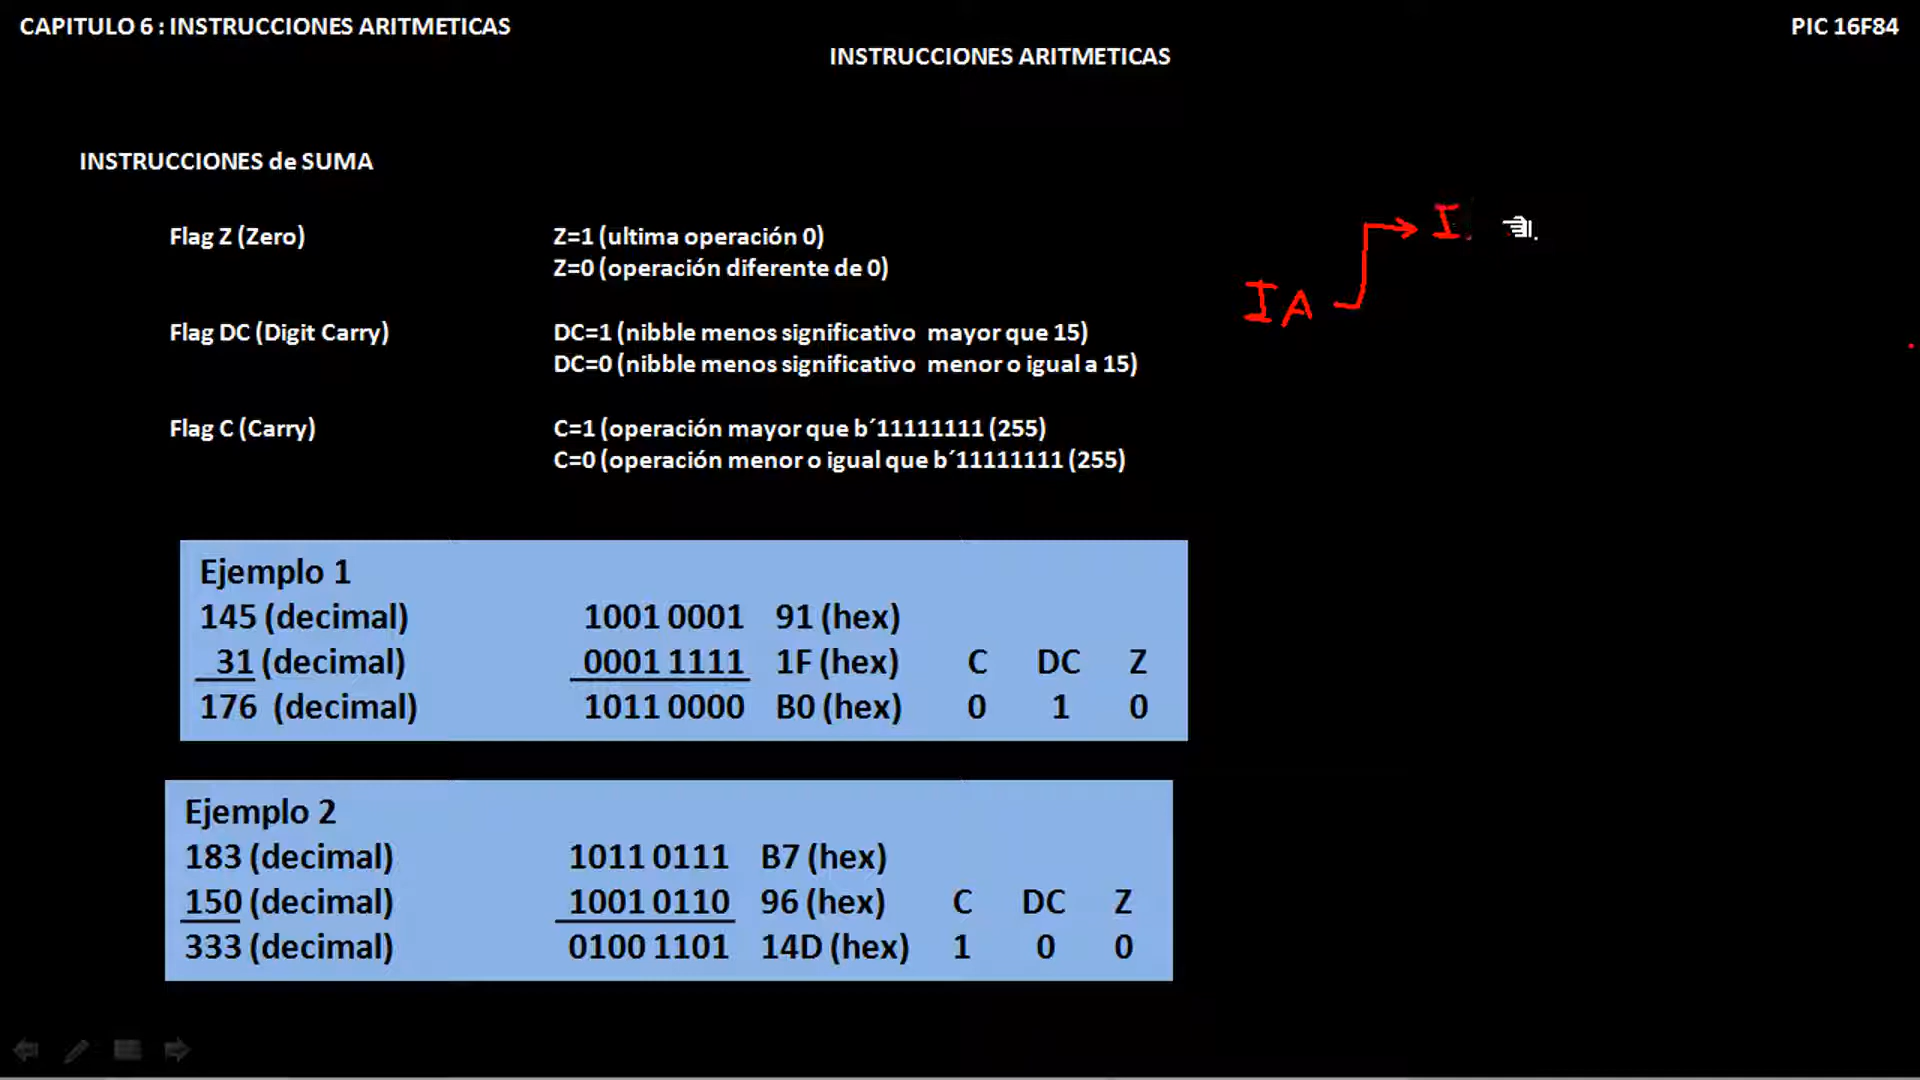 CAPITULO 6 : INSTRUCCIONES ARITMETICAS
PIC 16F84
INSTRUCCIONES ARITMETICAS
INSTRUCCIONES de SUMA
Flag Z (Zero)
Z=1 (ultima operación 0)
Z=0 (operación diferente de 0)
Flag DC (Digit Carry)
DC=1 (nibble menos significativo mayor que 15)
DC=0 (nibble menos significativo menor o igual a 15)
Flag C (Carry)
C=1 (operación mayor que b´11111111 (255)
C=0 (operación menor o igual que b´11111111 (255)
I
IA
Ejemplo 1
145 (decimal) 1001 0001 91 (hex)
31 (decimal) 0001 1111 1F (hex) C DC Z
176 (decimal) 1011 0000 B0 (hex) 0 1 0
Ejemplo 2
183 (decimal) 1011 0111 B7 (hex)
150 (decimal) 1001 0110 96 (hex) C DC Z
333 (decimal) 0100 1101 14D (hex) 1 0 0